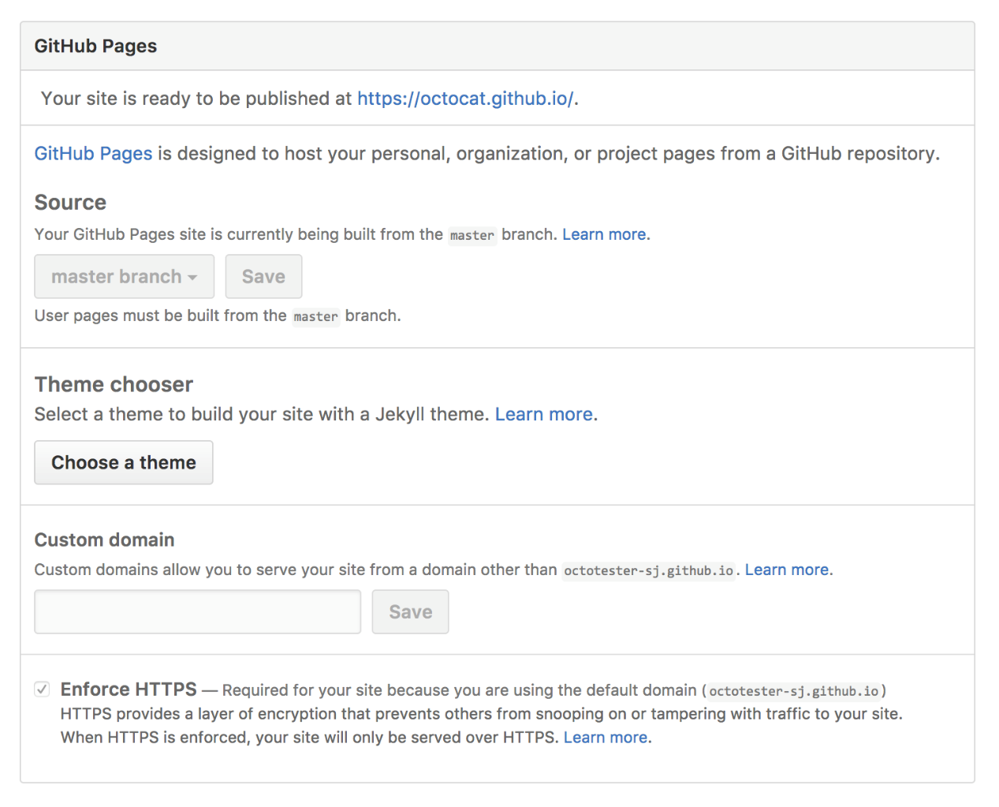 GitHub Pages
Your site is ready to be published at https://octocat.github.io/.
GitHub Pages is designed to host your personal, organization, or project pages from a GitHub repository.
Source
Your GitHub Pages site is currently being built from the master branch. Learn more.
master branch Save
User pages must be built from the master branch.
Theme chooser
Select a theme to build your site with a Jekyll theme. Learn more.
Choose a theme
Custom domain
Custom domains allow you to serve your site from a domain other than octotester-sj.github.io. Learn more.
Save
Enforce HTTPS — Required for your site because you are using the default domain (octotester-sj.github.io)
HTTPS provides a layer of encryption that prevents others from snooping on or tampering with traffic to your site.
When HTTPS is enforced, your site will only be served over HTTPS. Learn more.